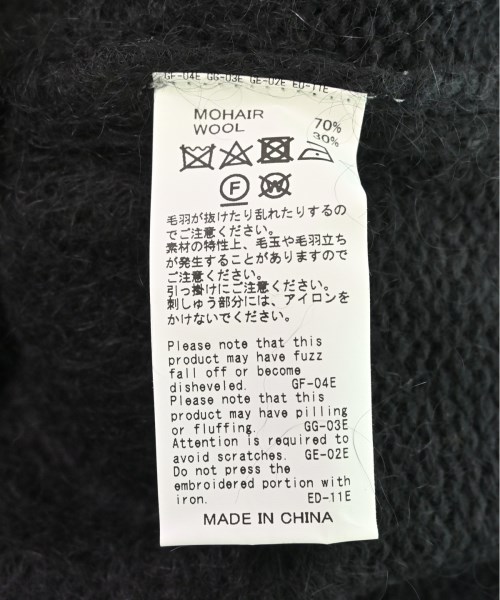 GF-04E GG-03E GE-02E ED-11E
MOHAIR 70%
WOOL 30%
F
W
毛羽が抜けたり乱れたりするの
でご注意ください。
素材の特性上、毛玉や毛羽立ち
が発生することがありますので
ご注意ください。
引っ掛けにご注意ください。
刺しゅう部分には、アイロンを
かけないでください。
Please note that this
product may have fuzz
fall off or become
disheveled. GF-04E
Please note that this
product may have pilling
or fluffing. GG-03E
Attention is required to
avoid scratches. GE-02E
Do not press the
embroidered portion with
iron. ED-11E
MADE IN CHINA